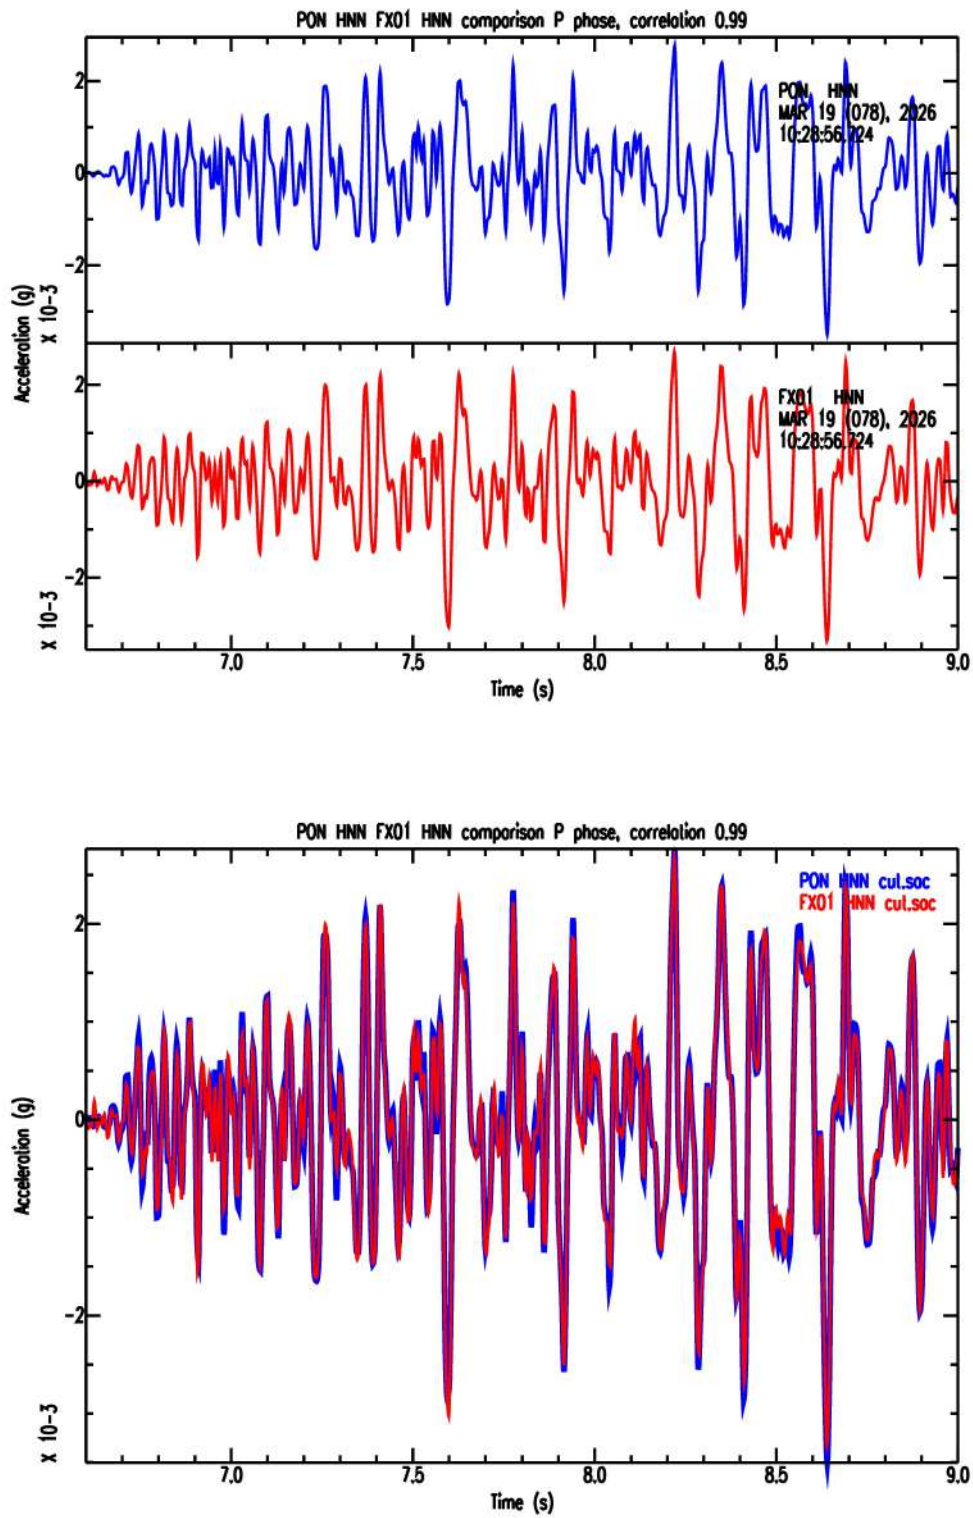 PON HNN FX01 HNN comparison P phase, correlation 0.99
2
0
-2
X 10-3
PON HNN
MAR 19 (078), 2026
10:28:56.724
Acceleration (g)
2
0
-2
X 10-3
FX01 HNN
MAR 19 (078), 2026
10:28:56.724
7.0 7.5 8.0 8.5 9.0
Time (s)
PON HNN FX01 HNN comparison P phase, correlation 0.99
PON HNN cut.sac
FX01 HNN cut.sac
2
0
-2
Acceleration (g)
X 10-3
7.0 7.5 8.0 8.5 9.0
Time (s)